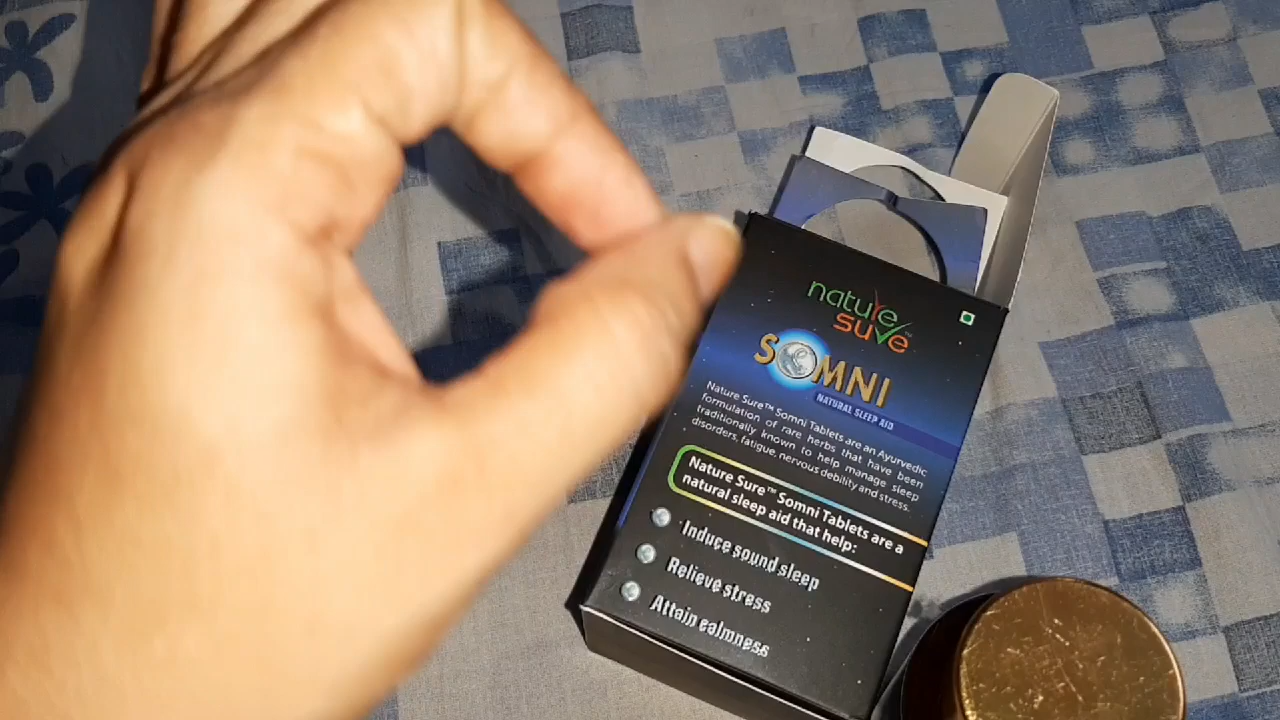 nature
sure™
SOMNI
NATURAL SLEEP AID
Nature Sure™ Somni Tablets are an Ayurvedic
formulation of rare herbs that have been
traditionally known to help manage sleep
disorders, fatigue, nervous debility and stress.
Nature Sure™ Somni Tablets are a
natural sleep aid that help:
Induce sound sleep
Relieve stress
Attain calmness